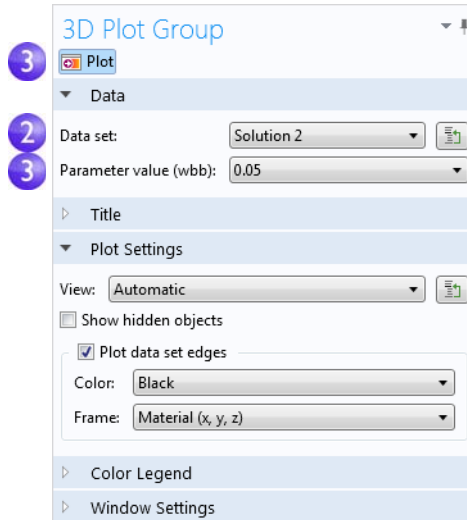 3D Plot Group
3 Plot
Data
2 Data set: Solution 2
3 Parameter value (wbb): 0.05
Title
Plot Settings
View: Automatic
Show hidden objects
Plot data set edges
Color: Black
Frame: Material (x, y, z)
Color Legend
Window Settings